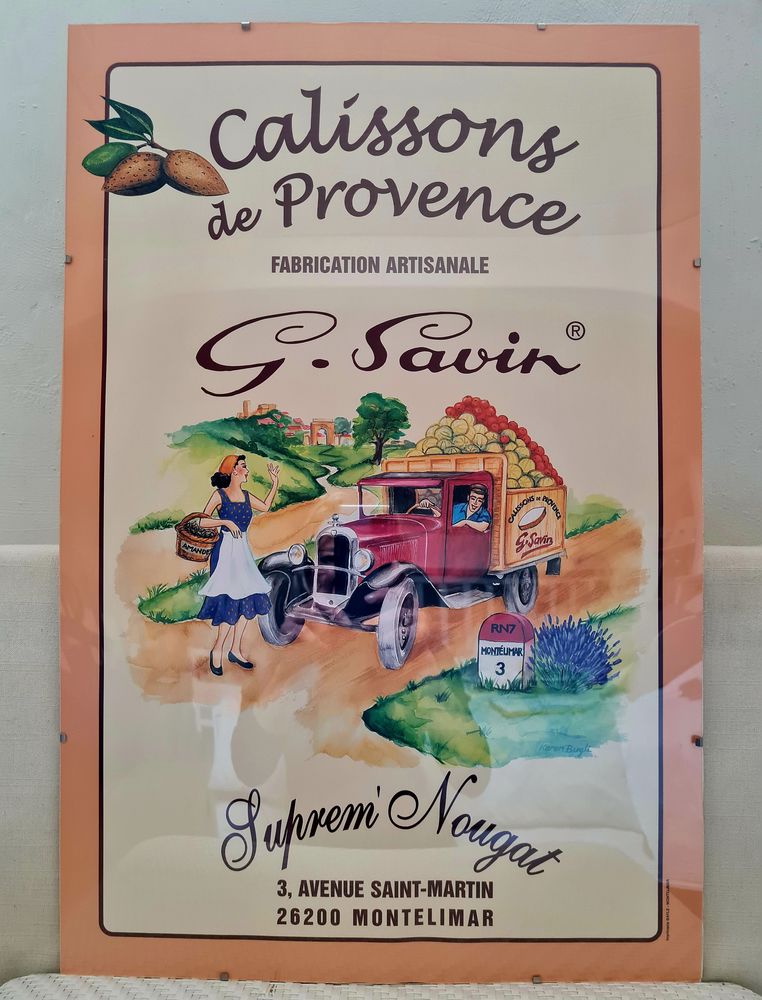 Calissons
de Provence
FABRICATION ARTISANALE
G. Savin ®
CALISSONS DE PROVENCE
G. Savin
AMANDES
RN7
MONTÉLIMAR
3
Suprem' Nougat
3, AVENUE SAINT-MARTIN
26200 MONTELIMAR